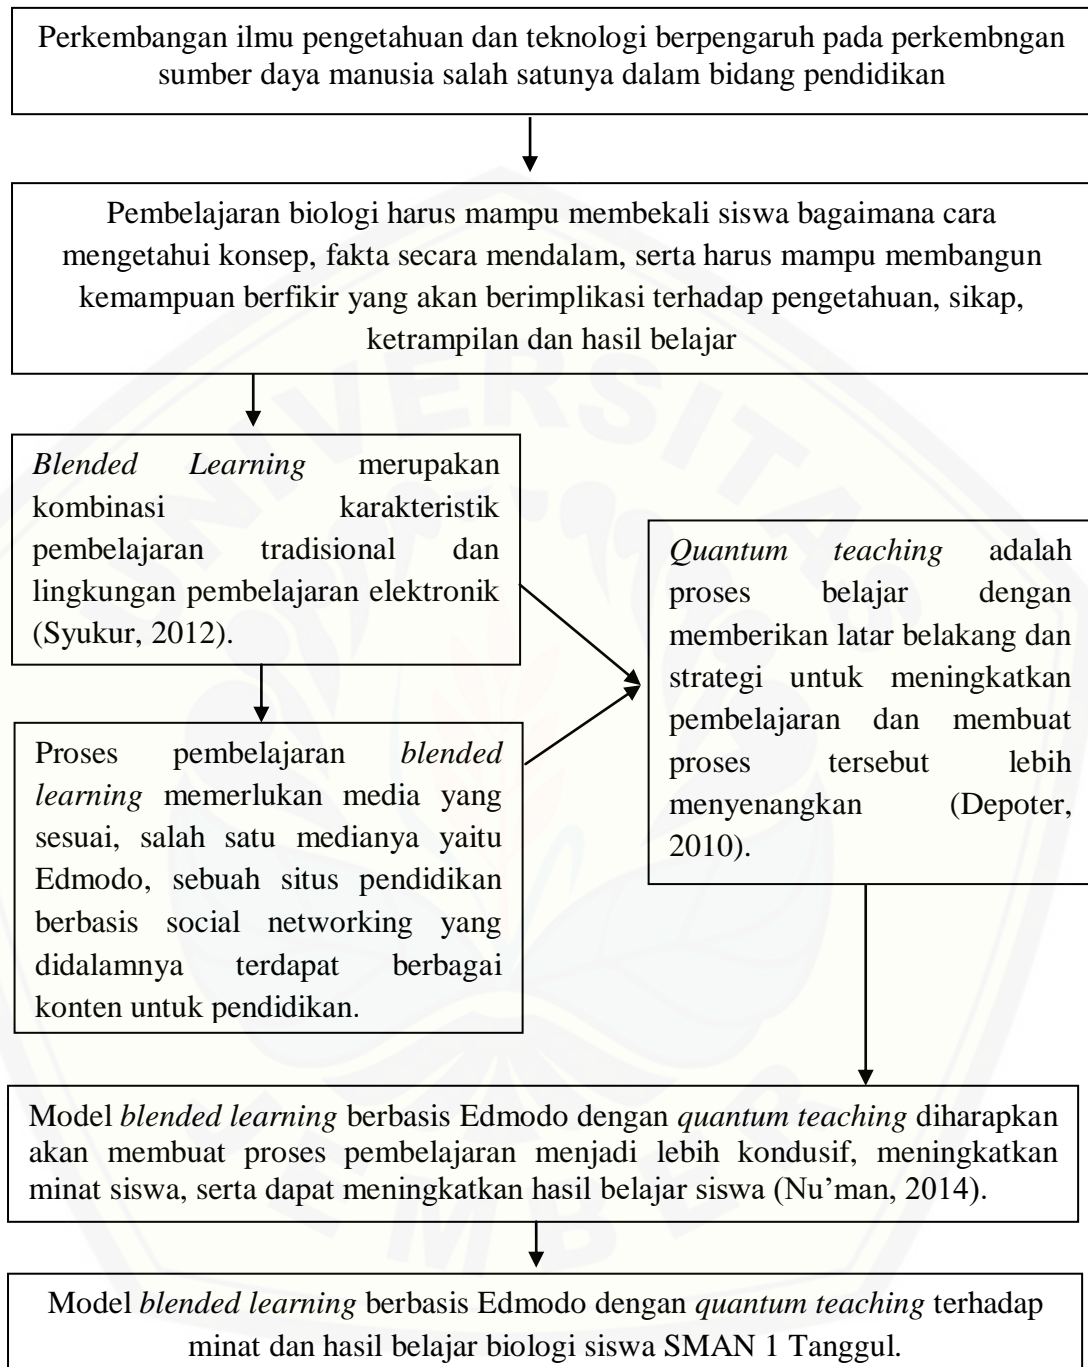 Perkembangan ilmu pengetahuan dan teknologi berpengaruh pada perkembngan
sumber daya manusia salah satunya dalam bidang pendidikan
Pembelajaran biologi harus mampu membekali siswa bagaimana cara
mengetahui konsep, fakta secara mendalam, serta harus mampu membangun
kemampuan berfikir yang akan berimplikasi terhadap pengetahuan, sikap,
ketrampilan dan hasil belajar
Blended Learning merupakan
kombinasi karakteristik
pembelajaran tradisional dan
lingkungan pembelajaran elektronik
(Syukur, 2012).
Proses pembelajaran blended
learning memerlukan media yang
sesuai, salah satu medianya yaitu
Edmodo, sebuah situs pendidikan
berbasis social networking yang
didalamnya terdapat berbagai
konten untuk pendidikan.
Quantum teaching adalah
proses belajar dengan
memberikan latar belakang dan
strategi untuk meningkatkan
pembelajaran dan membuat
proses tersebut lebih
menyenangkan (Depoter,
2010).
Model blended learning berbasis Edmodo dengan quantum teaching diharapkan
akan membuat proses pembelajaran menjadi lebih kondusif, meningkatkan
minat siswa, serta dapat meningkatkan hasil belajar siswa (Nu’man, 2014).
Model blended learning berbasis Edmodo dengan quantum teaching terhadap
minat dan hasil belajar biologi siswa SMAN 1 Tanggul.
UNIVERSITAS
JEMBER